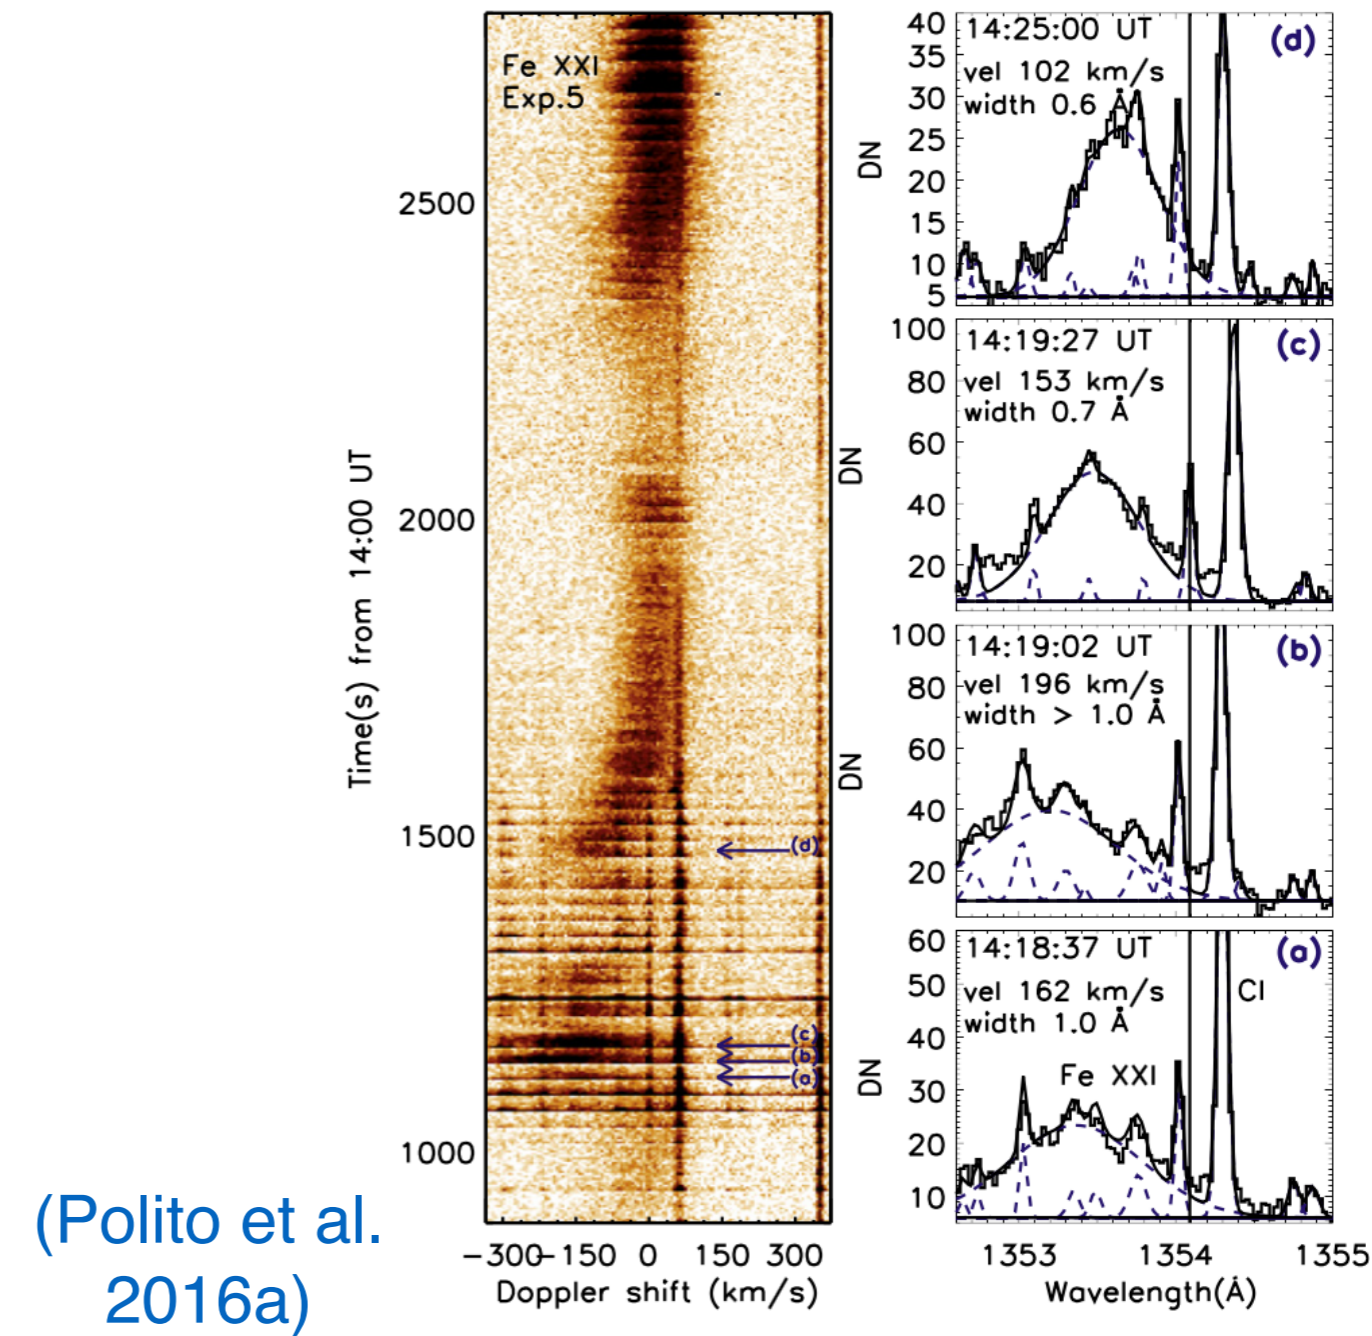 Fe XXI
Exp.5
2500
2000
1500
1000
Time(s) from 14:00 UT
(d)
(c)
(b)
(a)
−300 −150 0 150 300
Doppler shift (km/s)
14:25:00 UT
(d)
vel 102 km/s
width 0.6 Å
40
35
30
25
20
15
10
5
DN
14:19:27 UT
(c)
vel 153 km/s
width 0.7 Å
100
80
60
40
20
DN
14:19:02 UT
(b)
vel 196 km/s
width > 1.0 Å
100
80
60
40
20
DN
14:18:37 UT
(a)
vel 162 km/s
width 1.0 Å
CI
Fe XXI
60
50
40
30
20
10
DN
1353 1354 1355
Wavelength(Å)
(Polito et al.
2016a)